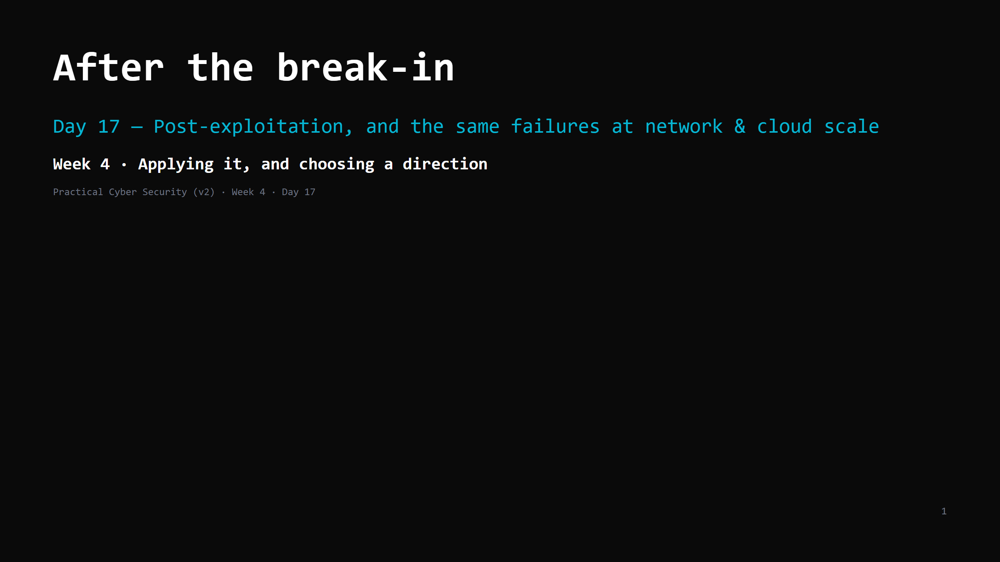 After the break-in
Day 17 — Post-exploitation, and the same failures at network & cloud scale
Week 4 · Applying it, and choosing a direction
Practical Cyber Security (v2) · Week 4 · Day 17
1